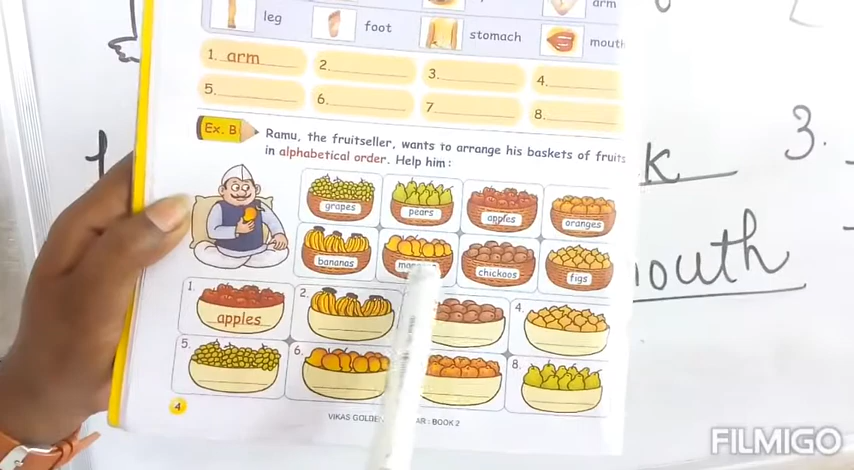 arm
leg
foot
stomach
mouth
1. arm
2.
3.
4.
5.
6.
7
8.
Ex. B
Ramu, the fruitseller, wants to arrange his baskets of fruits
in alphabetical order. Help him :
grapes
pears
apples
oranges
bananas
chickoos
figs
1.
apples
2.
4.
5.
6.
8.
4
VIKAS GOLDEN
: BOOK 2
3.
mouth
FILMIGO